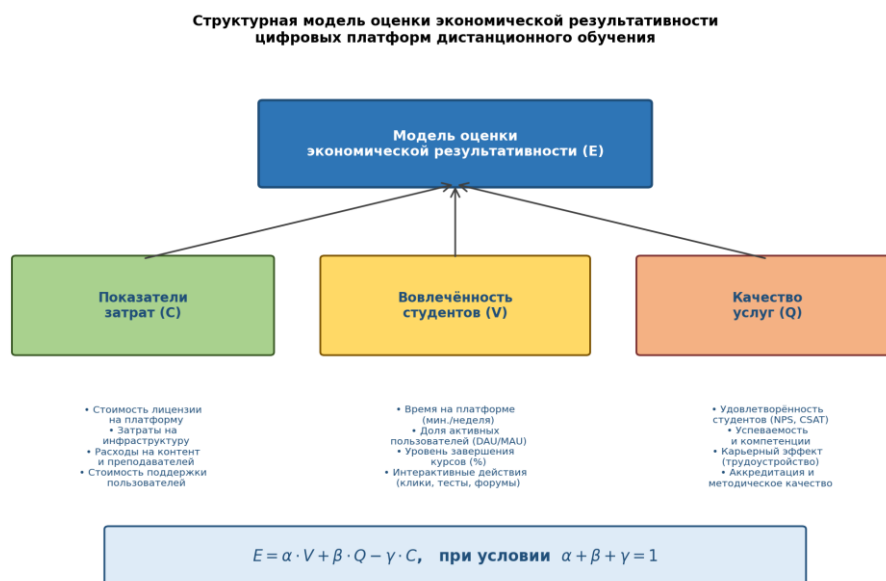 Структурная модель оценки экономической результативности
цифровых платформ дистанционного обучения
Модель оценки
экономической результативности (E)
Показатели
затрат (C)
Вовлечённость
студентов (V)
Качество
услуг (Q)
• Стоимость лицензии
на платформу
• Затраты на
инфраструктуру
• Расходы на контент
и преподавателей
• Стоимость поддержки
пользователей
• Время на платформе
(мин./неделя)
• Доля активных
пользователей (DAU/MAU)
• Уровень завершения
курсов (%)
• Интерактивные действия
(клики, тесты, форумы)
• Удовлетворённость
студентов (NPS, CSAT)
• Успеваемость
и компетенции
• Карьерный эффект
(трудоустройство)
• Аккредитация и
методическое качество
E = α · V + β · Q − γ · C, при условии α + β + γ = 1